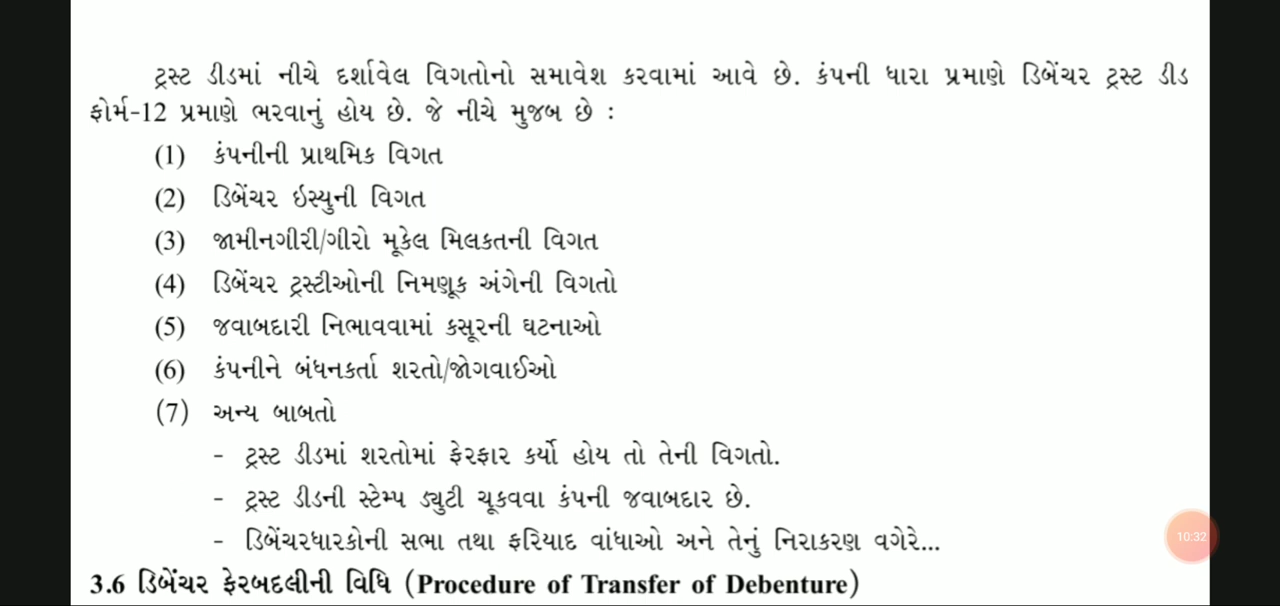 ટ્રસ્ટ ડીડમાં નીચે દર્શાવેલ વિગતોનો સમાવેશ કરવામાં આવે છે. કંપની ધારા પ્રમાણે ડિબેંચર ટ્રસ્ટ ડીડ
ફોર્મ-12 પ્રમાણે ભરવાનું હોય છે. જે નીચે મુજબ છે :
(1) કંપનીની પ્રાથમિક વિગત
(2) ડિબેંચર ઇસ્યુની વિગત
(3) જામીનગીરી/ગીરો મૂકેલ મિલકતની વિગત
(4) ડિબેંચર ટ્રસ્ટીઓની નિમણૂક અંગેની વિગતો
(5) જવાબદારી નિભાવવામાં કસૂરની ઘટનાઓ
(6) કંપનીને બંધનકર્તા શરતો/જોગવાઈઓ
(7) અન્ય બાબતો
- ટ્રસ્ટ ડીડમાં શરતોમાં ફેરફાર કર્યો હોય તો તેની વિગતો.
- ટ્રસ્ટ ડીડની સ્ટેમ્પ ડ્યુટી ચૂકવવા કંપની જવાબદાર છે.
- ડિબેંચરધારકોની સભા તથા ફરિયાદ વાંધાઓ અને તેનું નિરાકરણ વગેરે...
10:32
3.6 ડિબેંચર ફેરબદલીની વિધિ (Procedure of Transfer of Debenture)